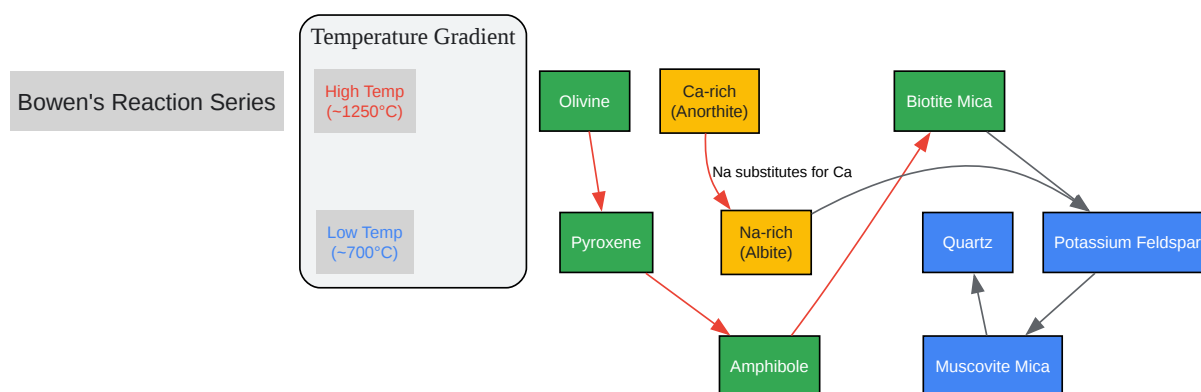 Temperature Gradient
Bowen's Reaction Series
High Temp
(~1250°C)
Olivine
Ca-rich
(Anorthite)
Biotite Mica
Na substitutes for Ca
Low Temp
(~700°C)
Pyroxene
Na-rich
(Albite)
Quartz
Potassium Feldspar
Amphibole
Muscovite Mica